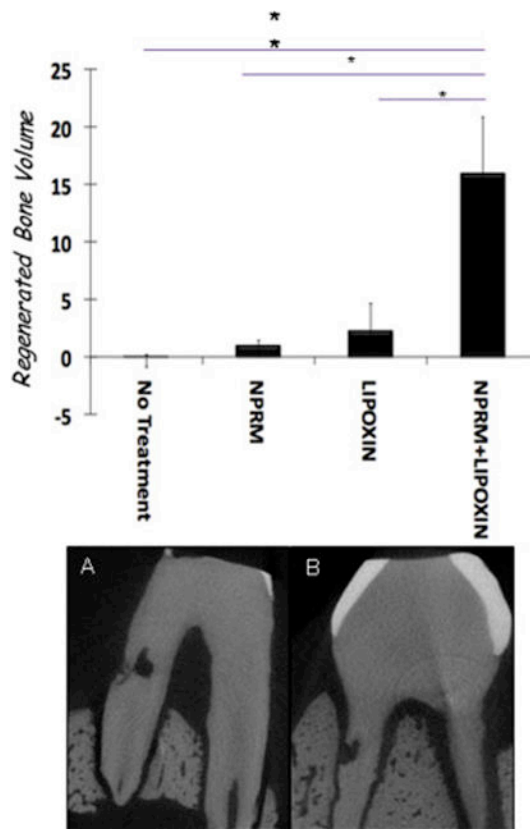 *
*
*
*
Regenerated Bone Volume
25
20
15
10
5
0
-5
No Treatment
NPRM
LIPOXIN
NPRM+LIPOXIN
A
B